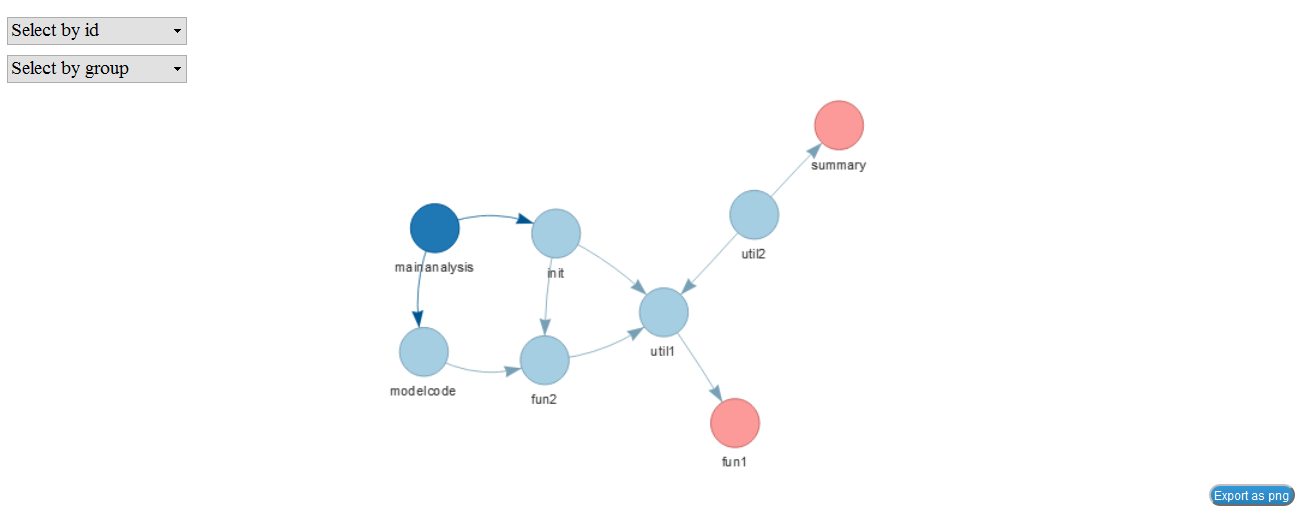 Select by id
Select by group
summary
util2
mainanalysis
init
util1
modelcode
fun2
fun1
Export as png